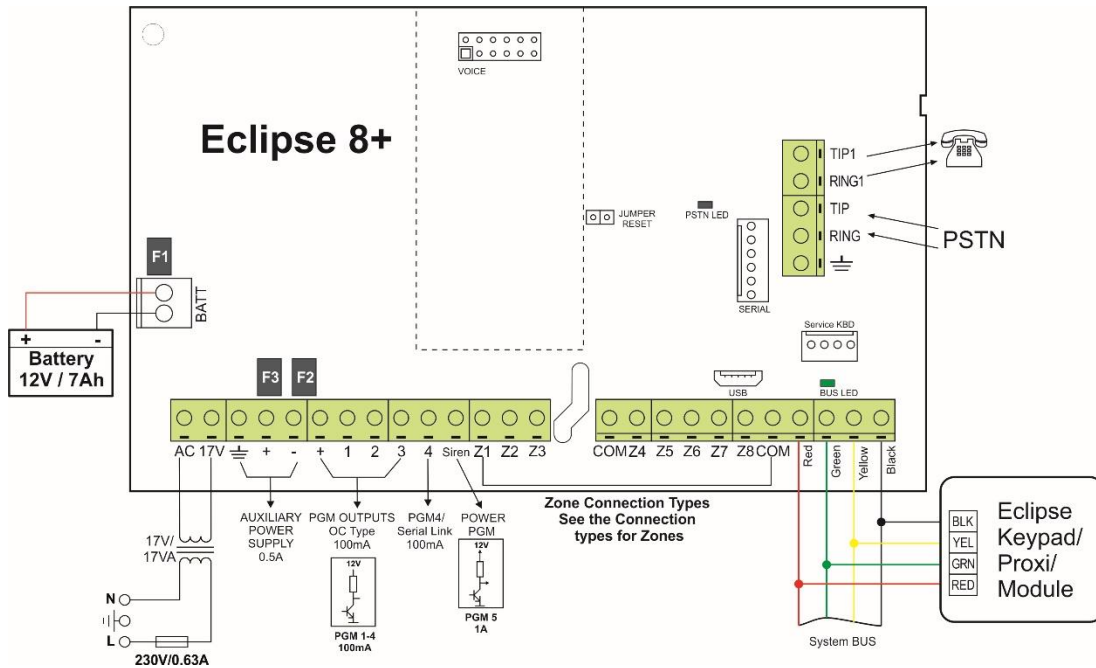 VOICE
Eclipse 8+
TIP1
RING1
TIP
RING
PSTN
JUMPER
RESET
PSTN LED
SERIAL
F1
BATT
+ -
Battery
12V / 7Ah
F3
F2
Service KBD
USB
BUS LED
AC 17V + - + 1 2 3 4 Siren Z1 Z2 Z3
COM Z4 Z5 Z6 Z7 Z8 COM Red Green Yellow Black
AUXILIARY
POWER
SUPPLY
0.5A
PGM OUTPUTS
OC Type
100mA
12V
PGM 1-4
100mA
PGM4/
Serial Link
100mA
POWER
PGM
12V
PGM 5
1A
Zone Connection Types
See the Connection
types for Zones
17V/
17VA
N
L
230V/0.63A
BLK
YEL
GRN
RED
Eclipse
Keypad/
Proxi/
Module
System BUS